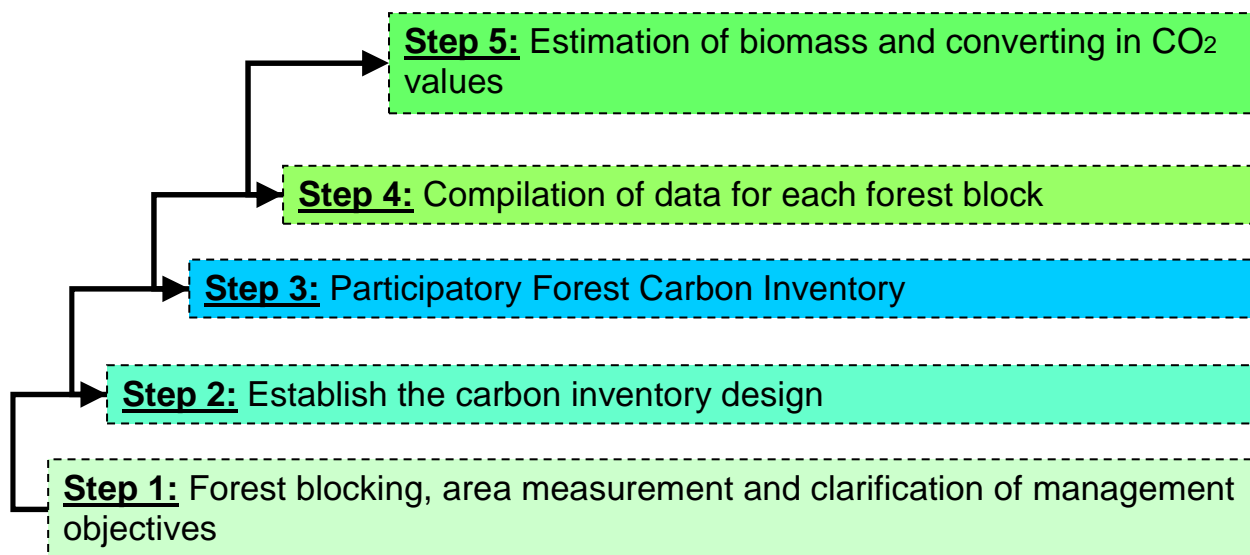 Step 5: Estimation of biomass and converting in CO2
values
Step 4: Compilation of data for each forest block
Step 3: Participatory Forest Carbon Inventory
Step 2: Establish the carbon inventory design
Step 1: Forest blocking, area measurement and clarification of management
objectives